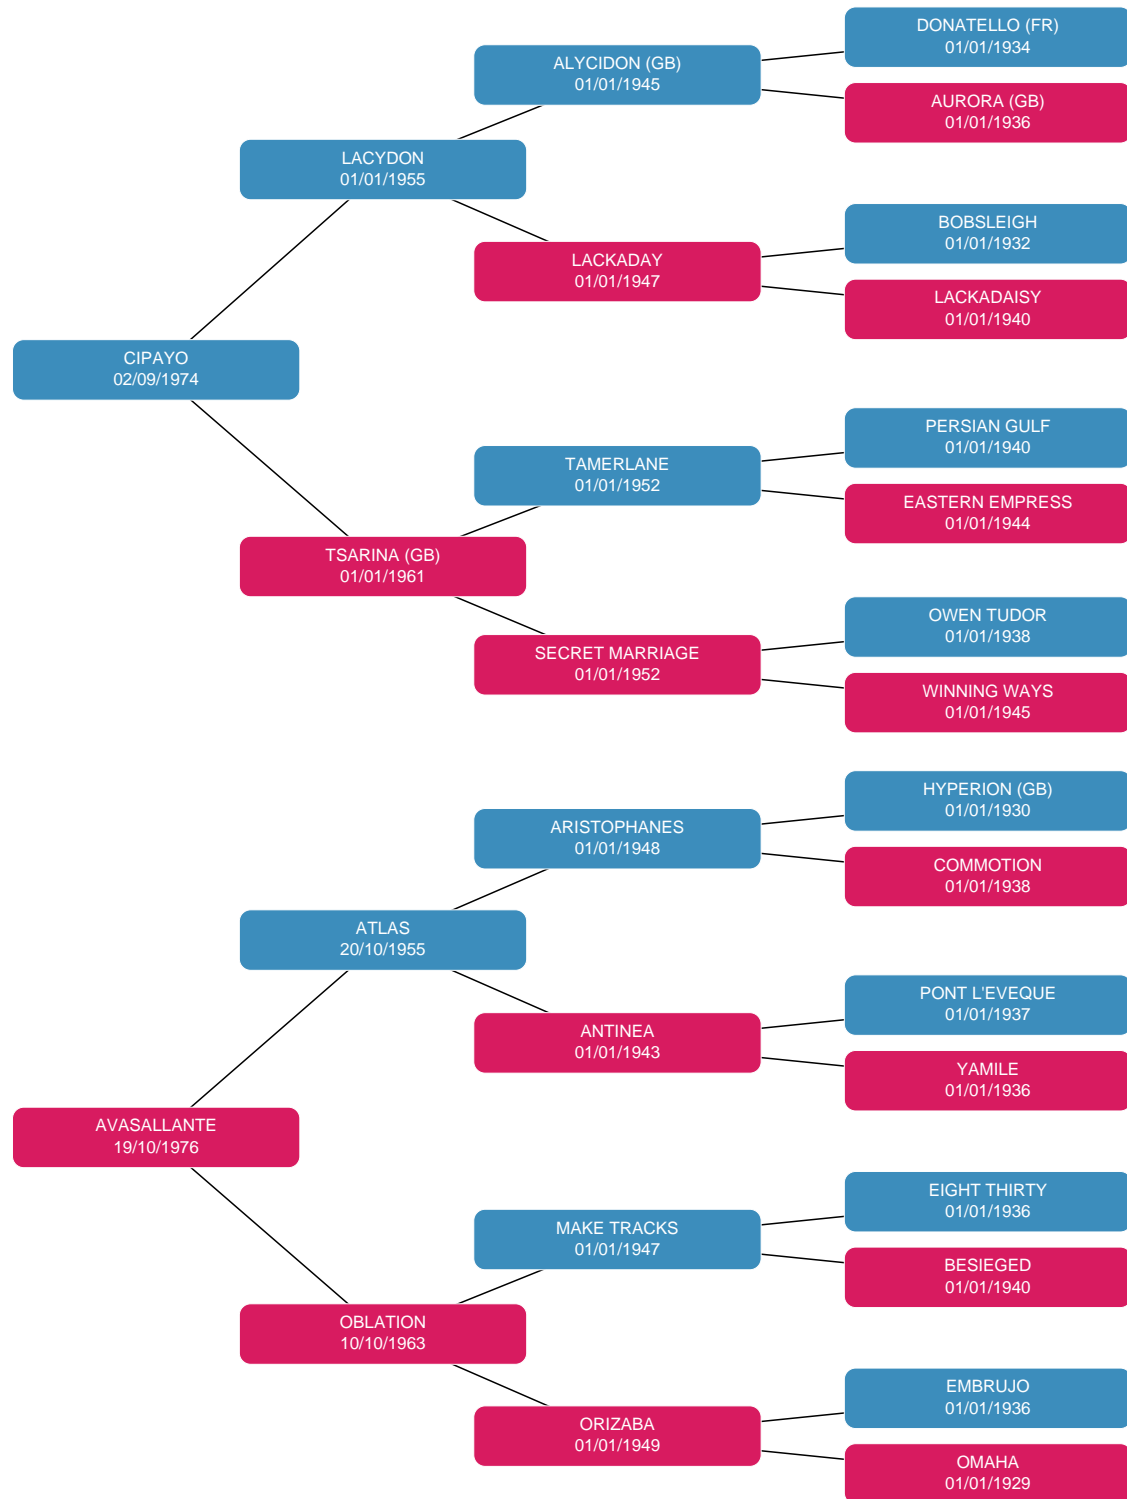 DONATELLO (FR)
01/01/1934
ALYCIDON (GB)
01/01/1945
AURORA (GB)
01/01/1936
LACYDON
01/01/1955
BOBSLEIGH
01/01/1932
LACKADAY
01/01/1947
LACKADAISY
01/01/1940
CIPAYO
02/09/1974
PERSIAN GULF
01/01/1940
TAMERLANE
01/01/1952
EASTERN EMPRESS
01/01/1944
TSARINA (GB)
01/01/1961
OWEN TUDOR
01/01/1938
SECRET MARRIAGE
01/01/1952
WINNING WAYS
01/01/1945
HYPERION (GB)
01/01/1930
ARISTOPHANES
01/01/1948
COMMOTION
01/01/1938
ATLAS
20/10/1955
PONT L'EVEQUE
01/01/1937
ANTINEA
01/01/1943
YAMILE
01/01/1936
AVASALLANTE
19/10/1976
EIGHT THIRTY
01/01/1936
MAKE TRACKS
01/01/1947
BESIEGED
01/01/1940
OBLATION
10/10/1963
EMBRUJO
01/01/1936
ORIZABA
01/01/1949
OMAHA
01/01/1929